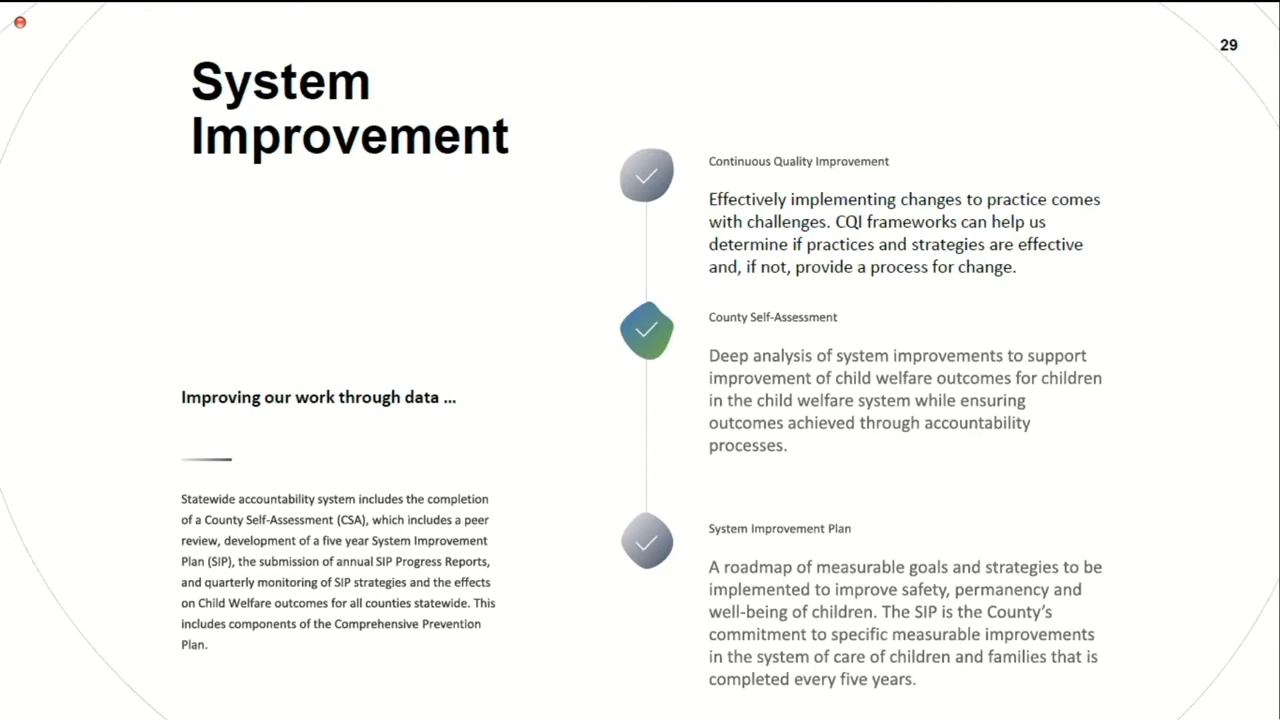 29
System
Improvement
Improving our work through data ...
Statewide accountability system includes the completion
of a County Self-Assessment (CSA), which includes a peer
review, development of a five year System Improvement
Plan (SIP), the submission of annual SIP Progress Reports,
and quarterly monitoring of SIP strategies and the effects
on Child Welfare outcomes for all counties statewide. This
includes components of the Comprehensive Prevention
Plan.
Continuous Quality Improvement
Effectively implementing changes to practice comes
with challenges. CQI frameworks can help us
determine if practices and strategies are effective
and, if not, provide a process for change.
County Self-Assessment
Deep analysis of system improvements to support
improvement of child welfare outcomes for children
in the child welfare system while ensuring
outcomes achieved through accountability
processes.
System Improvement Plan
A roadmap of measurable goals and strategies to be
implemented to improve safety, permanency and
well-being of children. The SIP is the County's
commitment to specific measurable improvements
in the system of care of children and families that is
completed every five years.